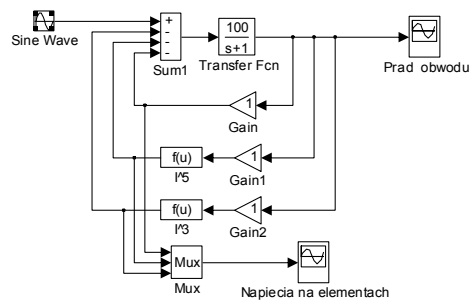 Sine Wave
+
-
-
-
Sum1
100
s+1
Transfer Fcn
Prad obwodu
1
Gain
f(u)
I^5
1
Gain1
f(u)
I^3
1
Gain2
Mux
Mux
Napiecia na elementach